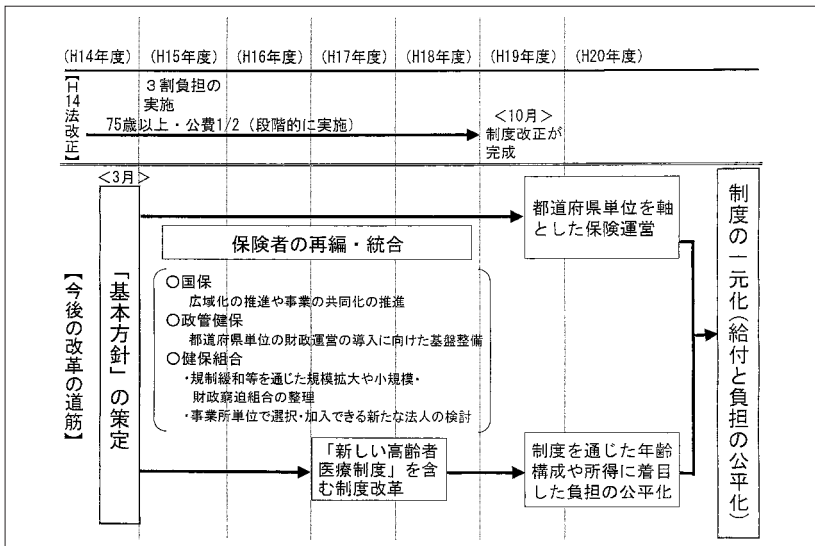 (H14年度) (H15年度) (H16年度) (H17年度) (H18年度) (H19年度) (H20年度)
【H14法改正】
3割負担の
実施
75歳以上・公費1/2(段階的に実施)
<10月>
制度改正が
完成
<3月>
【今後の改革の道筋】
「基本方針」の策定
都道府県単位を軸
とした保険運営
保険者の再編・統合
○国保
広域化の推進や事業の共同化の推進
○政管健保
都道府県単位の財政運営の導入に向けた基盤整備
○健保組合
・規制緩和等を通じた規模拡大や小規模・
財政窮迫組合の整理
・事業所単位で選択・加入できる新たな法人の検討
「新しい高齢者
医療制度」を含
む制度改革
制度を通じた年齢
構成や所得に着目
した負担の公平化
制度の一元化(給付と負担の公平化)